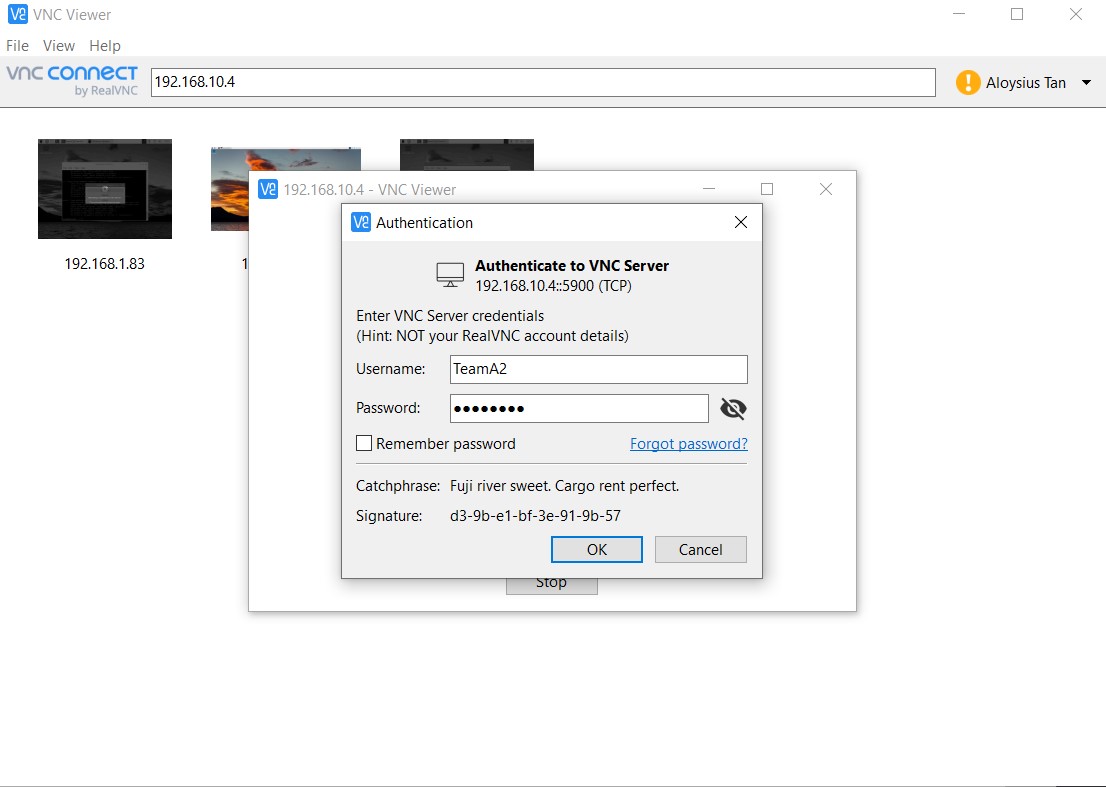 VNC Viewer
File View Help
vnc connect
by RealVNC
192.168.10.4
Aloysius Tan
192.168.1.83
1
192.168.10.4 - VNC Viewer
Authentication
Authenticate to VNC Server
192.168.10.4::5900 (TCP)
Enter VNC Server credentials
(Hint: NOT your RealVNC account details)
Username: TeamA2
Password: ●●●●●●●●
Remember password Forgot password?
Catchphrase: Fuji river sweet. Cargo rent perfect.
Signature: d3-9b-e1-bf-3e-91-9b-57
OK Cancel
Stop